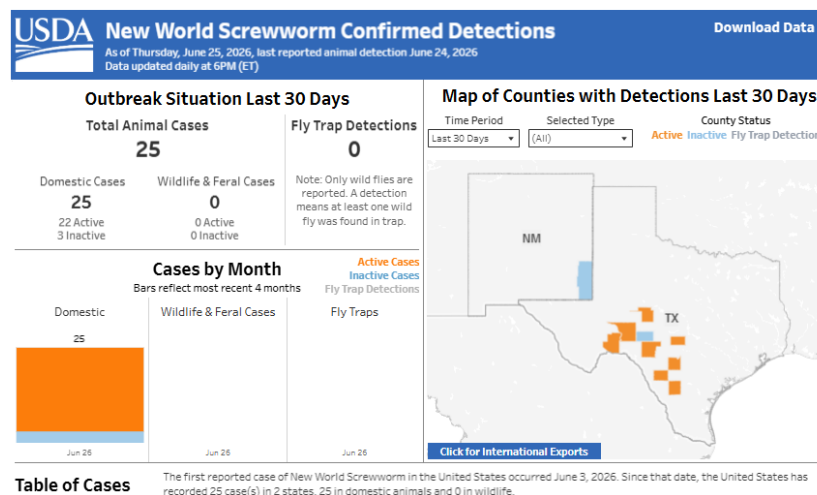 USDA
New World Screwworm Confirmed Detections
Download Data
As of Thursday, June 25, 2026, last reported animal detection June 24, 2026
Data updated daily at 6PM (ET)
Outbreak Situation Last 30 Days
Total Animal Cases
25
Domestic Cases
25
22 Active
3 Inactive
Wildlife & Feral Cases
0
0 Active
0 Inactive
Fly Trap Detections
0
Note: Only wild flies are
reported. A detection
means at least one wild
fly was found in trap.
Map of Counties with Detections Last 30 Days
Time Period
Last 30 Days
Selected Type
(All)
County Status
Active Inactive Fly Trap Detection
NM
TX
Click for International Exports
Cases by Month
Bars reflect most recent 4 months
Active Cases
Inactive Cases
Fly Trap Detections
Domestic
Wildlife & Feral Cases
Fly Traps
25
Jun 26
Jun 26
Jun 26
Table of Cases
The first reported case of New World Screwworm in the United States occurred June 3, 2026. Since that date, the United States has
recorded 25 case(s) in 2 states, 25 in domestic animals and 0 in wildlife.